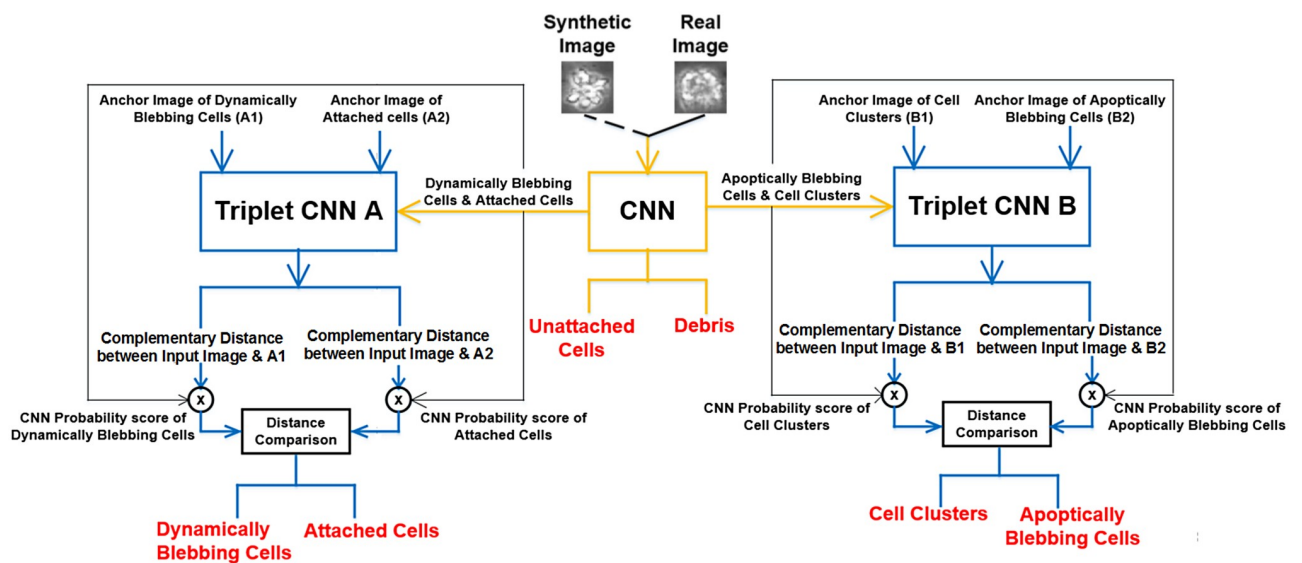 Synthetic
Image
Real
Image
Anchor Image of Dynamically
Blebbing Cells (A1)
Anchor Image of
Attached cells (A2)
Anchor Image of Cell
Clusters (B1)
Anchor Image of Apoptically
Blebbing Cells (B2)
Triplet CNN A
Dynamically Blebbing
Cells & Attached Cells
CNN
Apoptically Blebbing
Cells & Cell Clusters
Triplet CNN B
Unattached
Cells
Debris
Complementary Distance
between Input Image & A1
Complementary Distance
between Input Image & A2
Complementary Distance
between Input Image & B1
Complementary Distance
between Input Image & B2
x
x
x
x
CNN Probability score of
Dynamically Blebbing Cells
Distance
Comparison
CNN Probability score of
Attached Cells
CNN Probability score of
Cell Clusters
Distance
Comparison
CNN Probability score of
Apoptically Blebbing Cells
Dynamically
Blebbing Cells
Attached Cells
Cell Clusters
Apoptically
Blebbing Cells